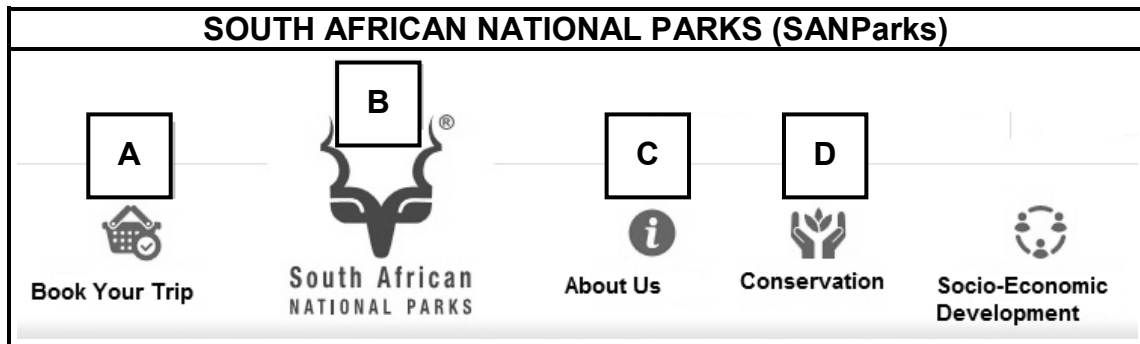 SOUTH AFRICAN NATIONAL PARKS (SANParks)
A
B
C
D
®
i
Book Your Trip
South African
NATIONAL PARKS
About Us
Conservation
Socio-Economic
Development